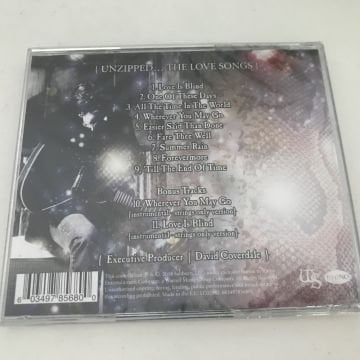 { UNZIPPED... THE LOVE SONGS }
1. Love Is Blind
2. One Of These Days
3. All The Time In The World
4. Wherever You May Go
5. Easier Said Than Done
6. Fare Thee Well
7. Summer Rain
8. Forevermore
9. 'Till The End Of Time
Bonus Tracks
10. Wherever You May Go
(instrumental - strings only version)
11. Love Is Blind
(instrumental - strings only version)
{ Executive Producer | David Coverdale }
6 03497 85680 0
RHINO